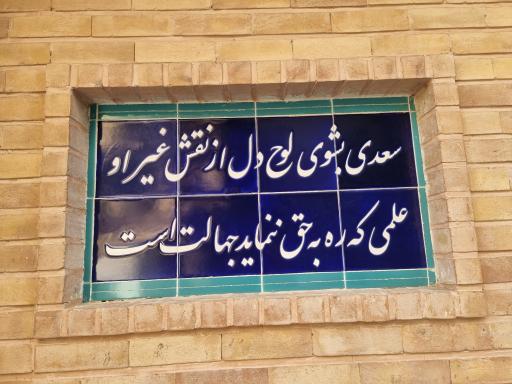 سعدی بشوی لوح دل از نقش غیر او
علمی که ره به حق ننماید جهالت است